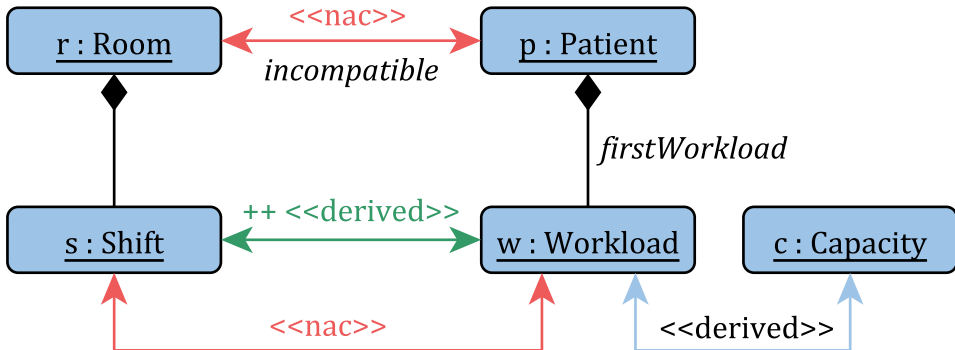 <<nac>>
r : Room
p : Patient
incompatible
firstWorkload
++ <<derived>>
s : Shift
w : Workload
c : Capacity
<<nac>>
<<derived>>